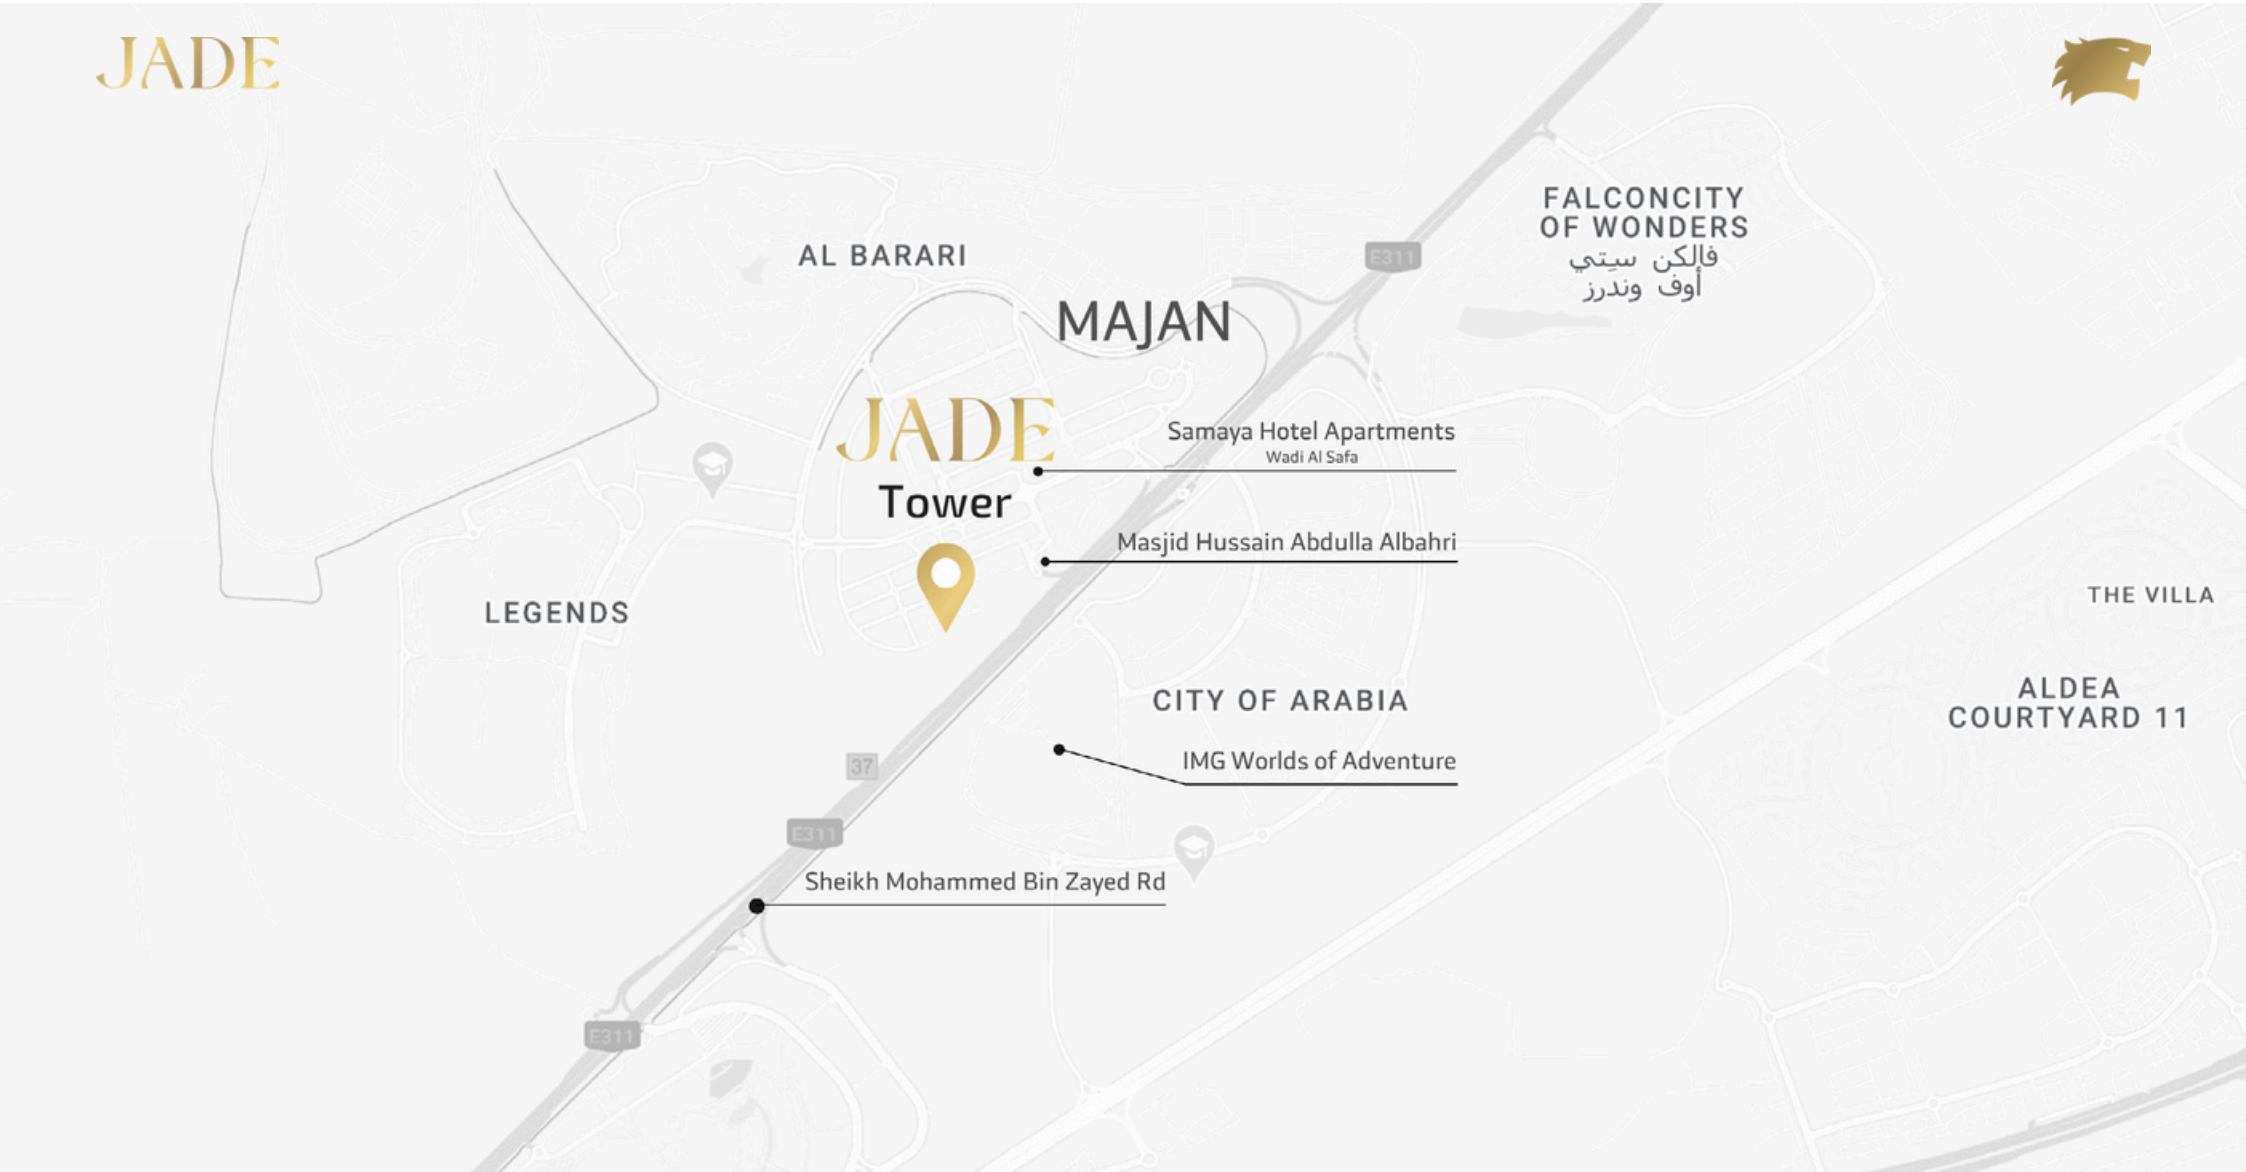 JADE
E311
FALCONCITY
OF WONDERS
فالكن سيتي
أوف وندرز
AL BARARI
MAJAN
JADE
Tower
Samaya Hotel Apartments
Wadi Al Safa
Masjid Hussain Abdulla Albahri
THE VILLA
LEGENDS
ALDEA
COURTYARD 11
CITY OF ARABIA
IMG Worlds of Adventure
37
E311
Sheikh Mohammed Bin Zayed Rd
E311